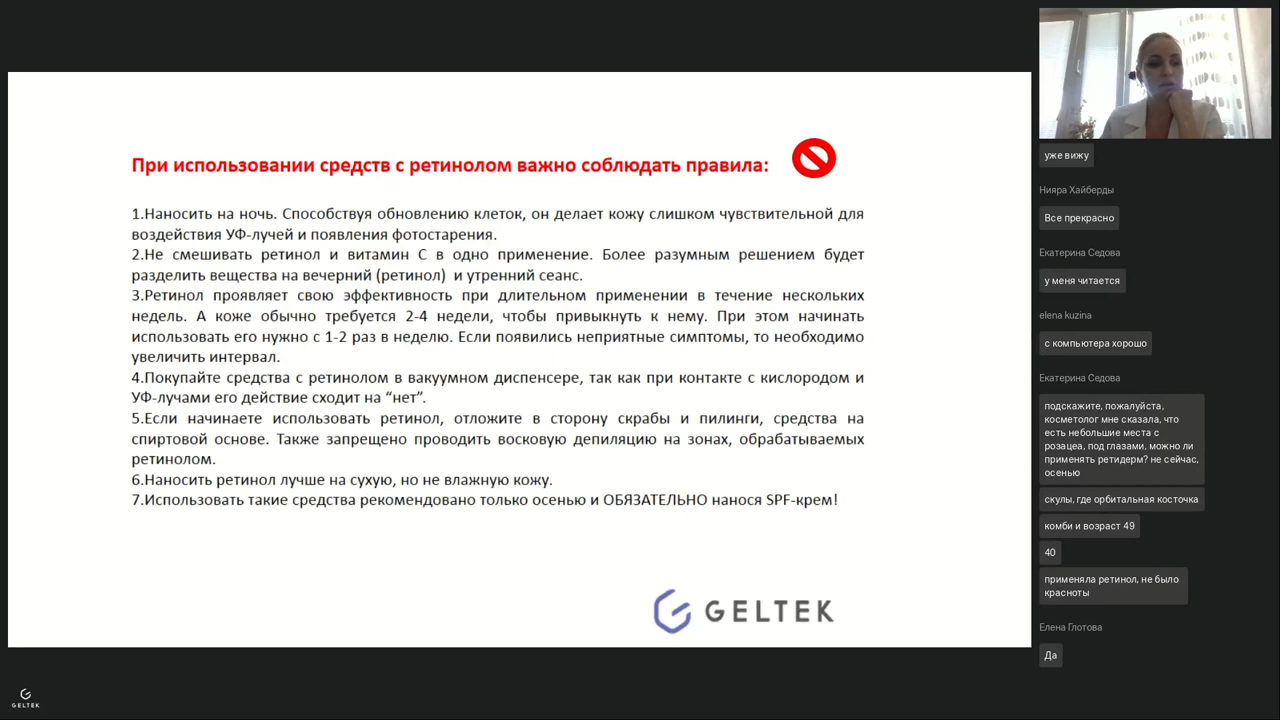 При использовании средств с ретинолом важно соблюдать правила:
1.Наносить на ночь. Способствуя обновлению клеток, он делает кожу слишком чувствительной для
воздействия УФ-лучей и появления фотостарения.
2.Не смешивать ретинол и витамин С в одно применение. Более разумным решением будет
разделить вещества на вечерний (ретинол) и утренний сеанс.
3.Ретинол проявляет свою эффективность при длительном применении в течение нескольких
недель. А коже обычно требуется 2-4 недели, чтобы привыкнуть к нему. При этом начинать
использовать его нужно с 1-2 раз в неделю. Если появились неприятные симптомы, то необходимо
увеличить интервал.
4.Покупайте средства с ретинолом в вакуумном диспенсере, так как при контакте с кислородом и
УФ-лучами его действие сходит на “нет”.
5.Если начинаете использовать ретинол, отложите в сторону скрабы и пилинги, средства на
спиртовой основе. Также запрещено проводить восковую депиляцию на зонах, обрабатываемых
ретинолом.
6.Наносить ретинол лучше на сухую, но не влажную кожу.
7.Использовать такие средства рекомендовано только осенью и ОБЯЗАТЕЛЬНО нанося SPF-крем!
GELTEK
GELTEK
уже вижу
Нияра Хайберды
Все прекрасно
Екатерина Седова
у меня читается
elena kuzina
с компьютера хорошо
Екатерина Седова
подскажите, пожалуйста,
косметолог мне сказала, что
есть небольшие места с
розацеа, под глазами, можно ли
применять ретидерм? не сейчас,
осенью
скулы, где орбитальная косточка
комби и возраст 49
40
применяла ретинол, не было
красноты
Елена Глотова
Да